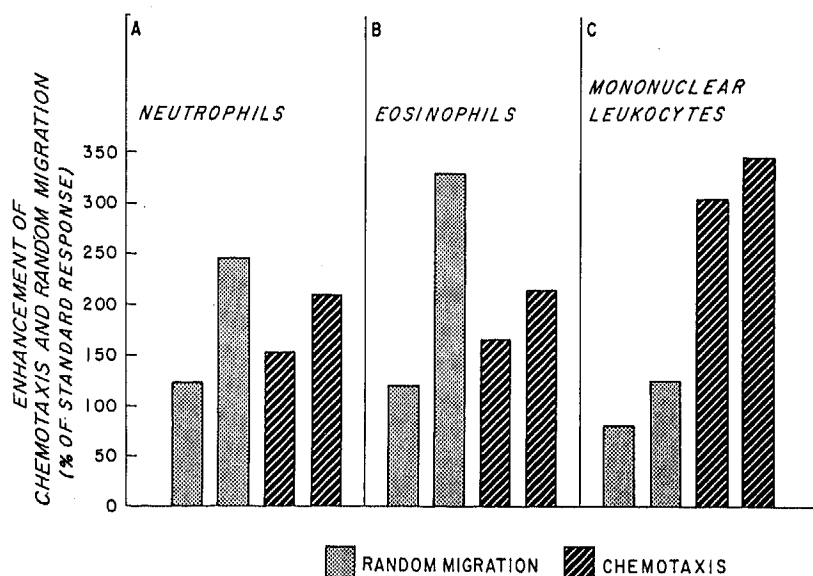 A
B
C
NEUTROPHILS
EOSINOPHILS
MONONUCLEAR
LEUKOCYTES
ENHANCEMENT OF
CHEMOTAXIS AND RANDOM MIGRATION
(% OF STANDARD RESPONSE)
350
300
250
200
150
100
50
0
RANDOM MIGRATION
CHEMOTAXIS